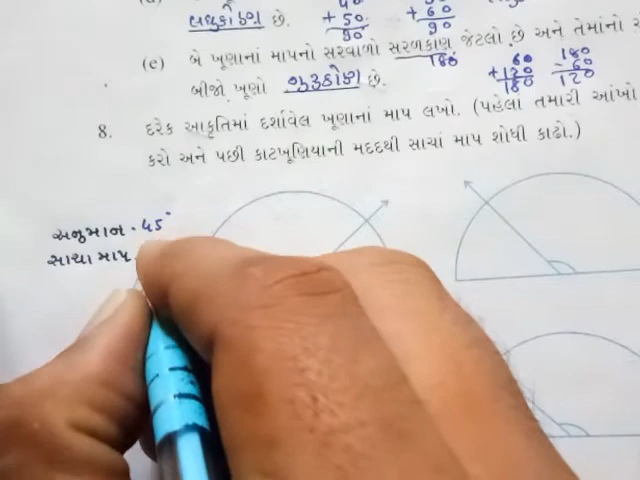 લઘુકોણ છે. + 50 90 + 60 90
(c) બે ખૂણાનાં માપનો સરવાળો સરળકોણ જેટલો છે અને તેમાંનો
180 60 +120 180 180 - 60 120
બીજો ખૂણો ગુરુકોણ છે.
8. દરેક આકૃતિમાં દર્શાવેલ ખૂણાનાં માપ લખો. (પહેલાં તમારી આંખો
કરો અને પછી કાટખૂણિયાની મદદથી સાચાં માપ શોધી કાઢો.)
અનુમાન - 45°
સાચા માપ